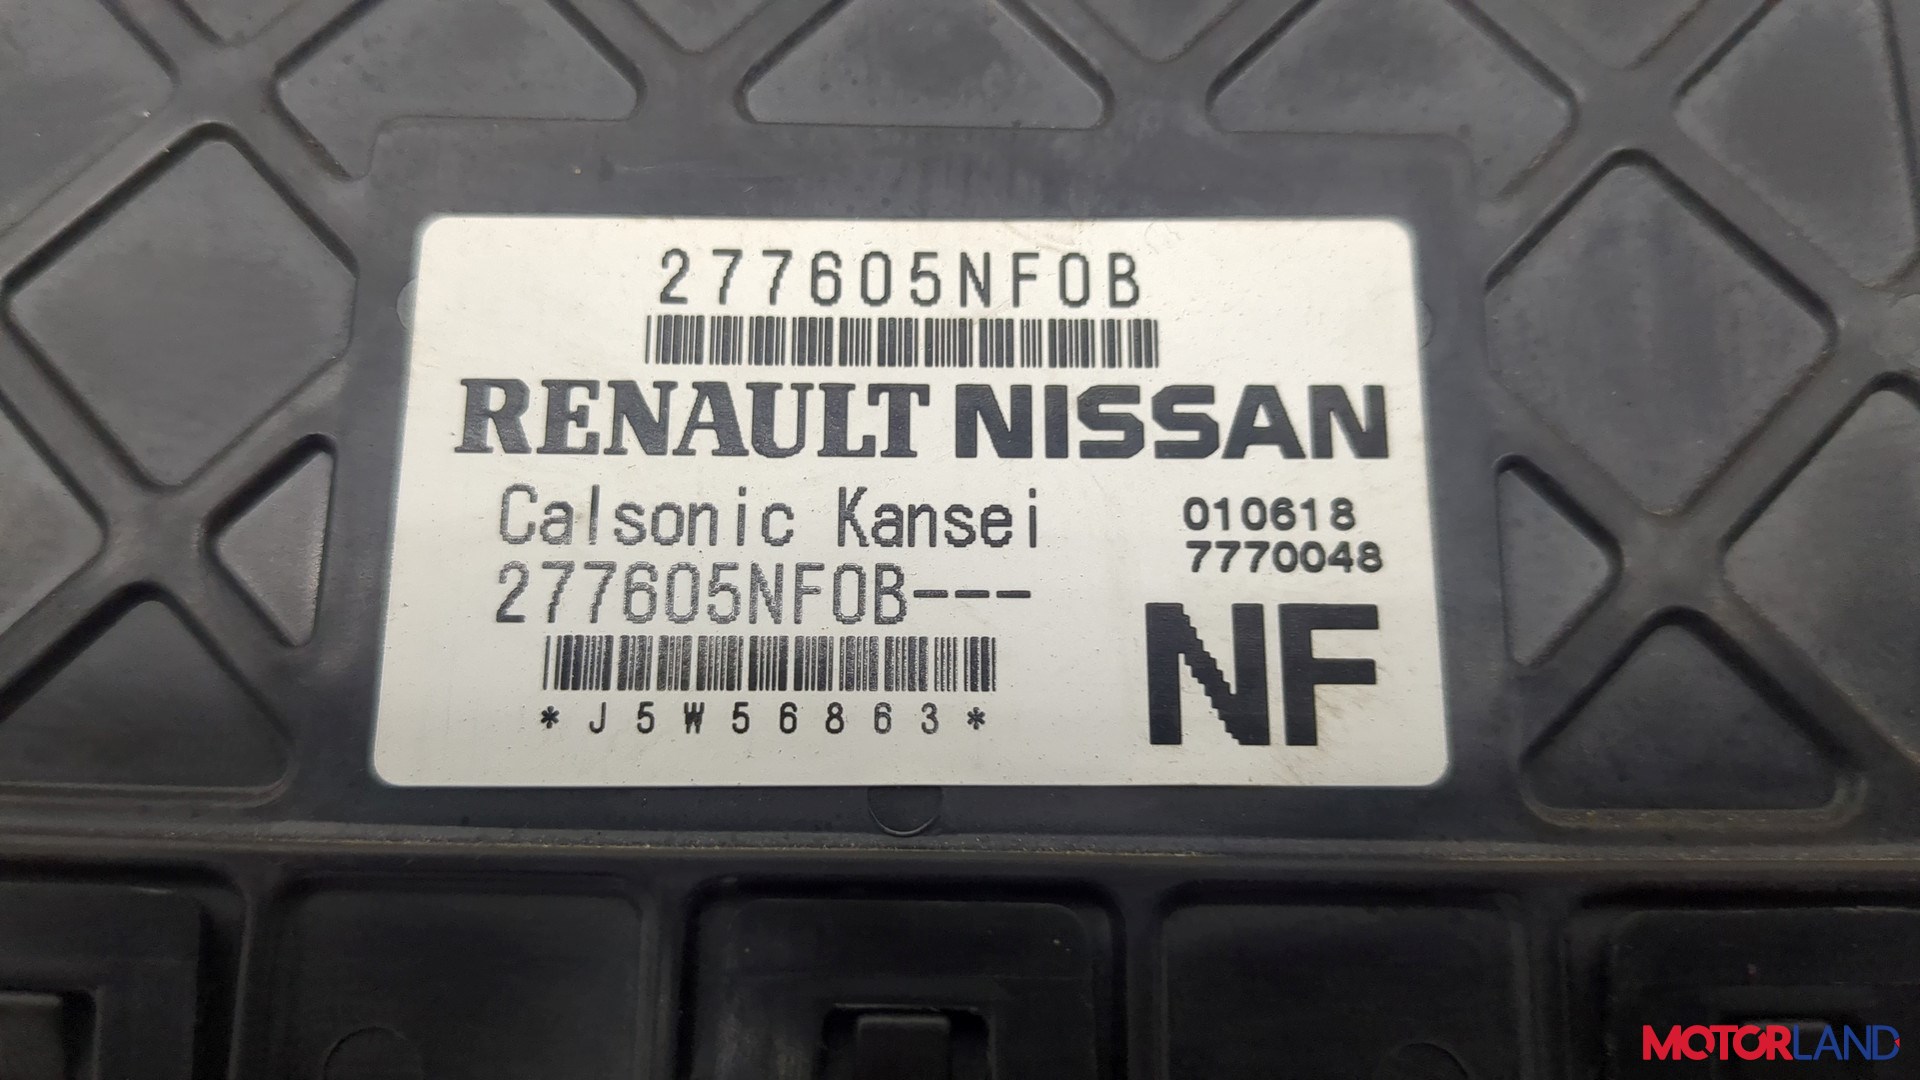 277605NF0B
RENAULT NISSAN
Calsonic Kansei
010618
7770048
277605NF0B---
NF
*J5W56863*
MOTORLAND